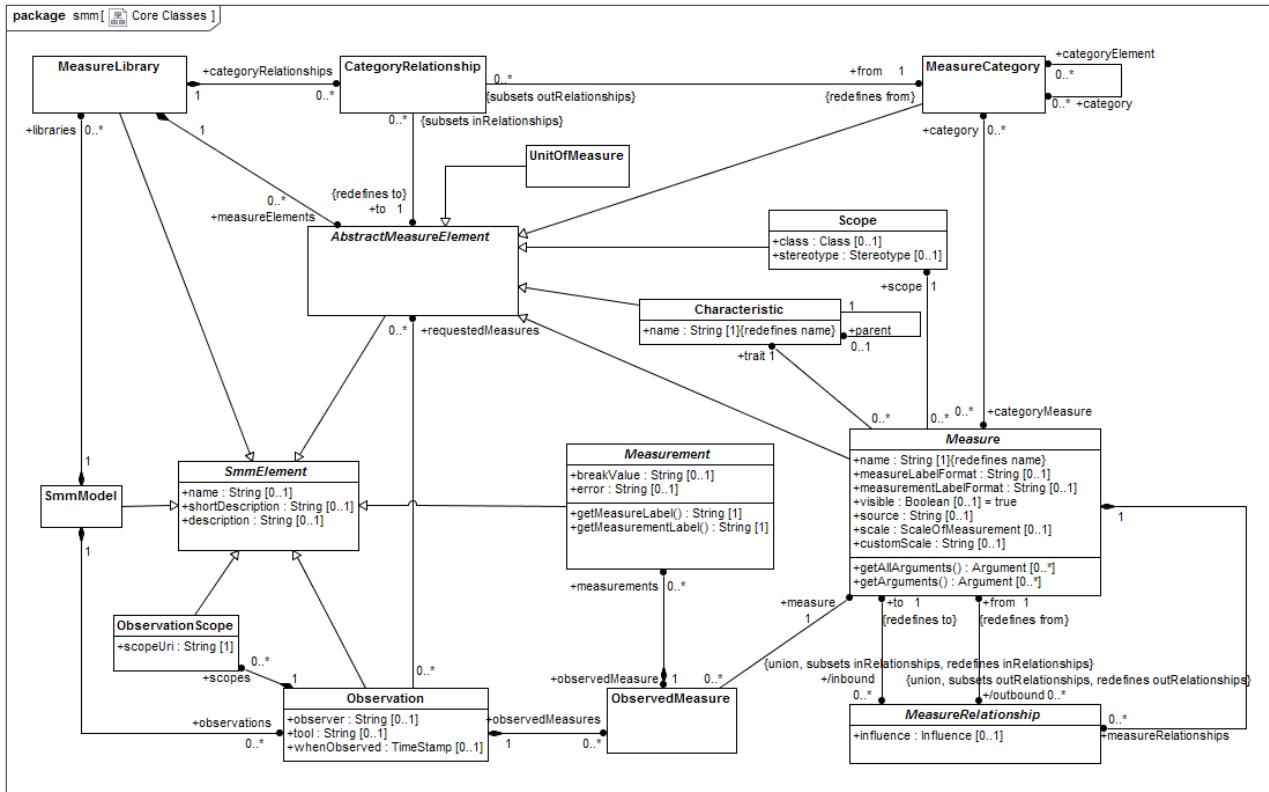 package smm[ Core Classes ]
MeasureLibrary
+categoryRelationships
1
0..*
CategoryRelationship
0..*
{subsets outRelationships}
+from 1
{redefines from}
MeasureCategory
+categoryElement
0..*
0..* +category
+libraries 0..*
1
0..*
{subsets inRelationships}
+category 0..*
UnitOfMeasure
0..*
+measureElements
{redefines to}
+to 1
AbstractMeasureElement
Scope
+class : Class [0..1]
+stereotype : Stereotype [0..1]
+scope 1
Characteristic
+name : String [1]{redefines name}
1
+parent
0..1
+trait 1
0..* +requestedMeasures
0..*
0..*
0..* +categoryMeasure
Measure
+name : String [1]{redefines name}
+measureLabelFormat : String [0..1]
+measurementLabelFormat : String [0..1]
+visible : Boolean [0..1] = true
+source : String [0..1]
+scale : ScaleOfMeasurement [0..1]
+customScale : String [0..1]
+getAllArguments() : Argument [0..*]
+getArguments() : Argument [0..*]
1
Measurement
+breakValue : String [0..1]
+error : String [0..1]
+getMeasureLabel() : String [1]
+getMeasurementLabel() : String [1]
SmmElement
+name : String [0..1]
+shortDescription : String [0..1]
+description : String [0..1]
1
SmmModel
1
+measurements 0..*
+measure
1
+to 1
{redefines to}
+from 1
{redefines from}
ObservationScope
+scopeUri : String [1]
0..*
+scopes
1
0..*
{union, subsets inRelationships, redefines inRelationships}
+/inbound
0..*
{union, subsets outRelationships, redefines outRelationships}
+/outbound 0..*
+observedMeasure 1
0..*
ObservedMeasure
+observations
0..*
Observation
+observer : String [0..1]
+tool : String [0..1]
+whenObserved : TimeStamp [0..1]
+observedMeasures
1
0..*
MeasureRelationship
+influence : Influence [0..1]
0..*
+measureRelationships